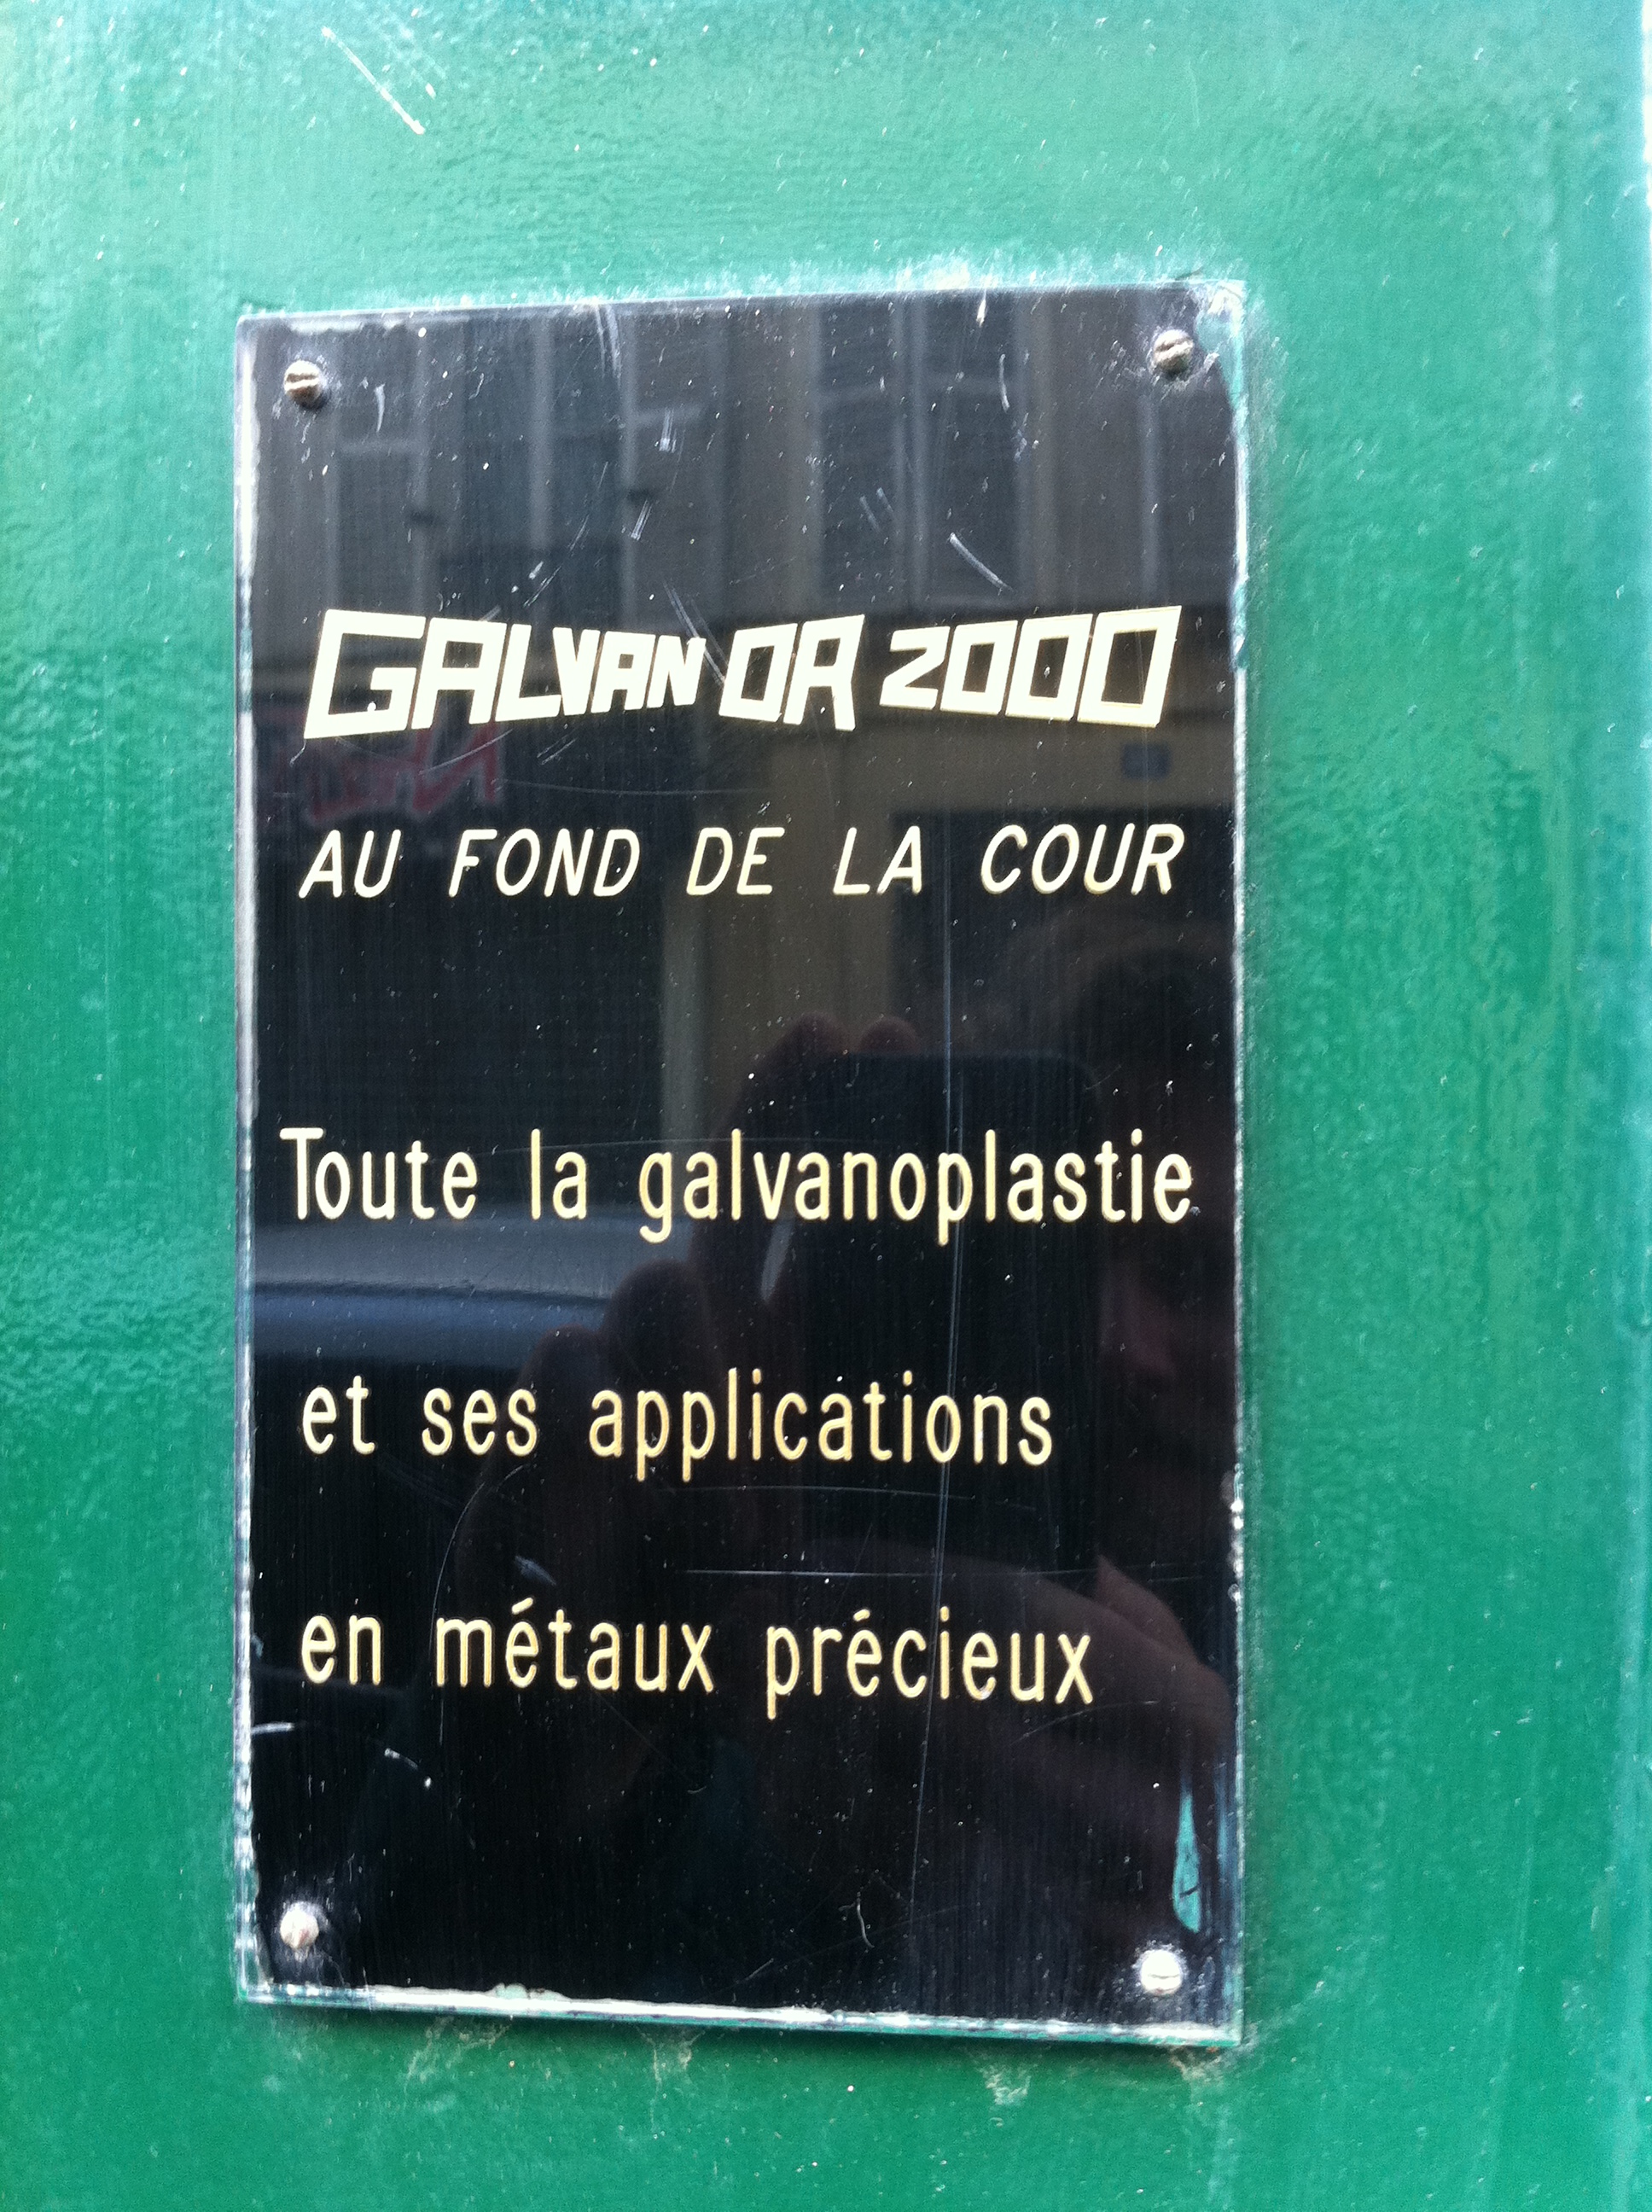 GALVAN OR 2000
AU FOND DE LA COUR
Toute la galvanoplastie
et ses applications
en métaux précieux